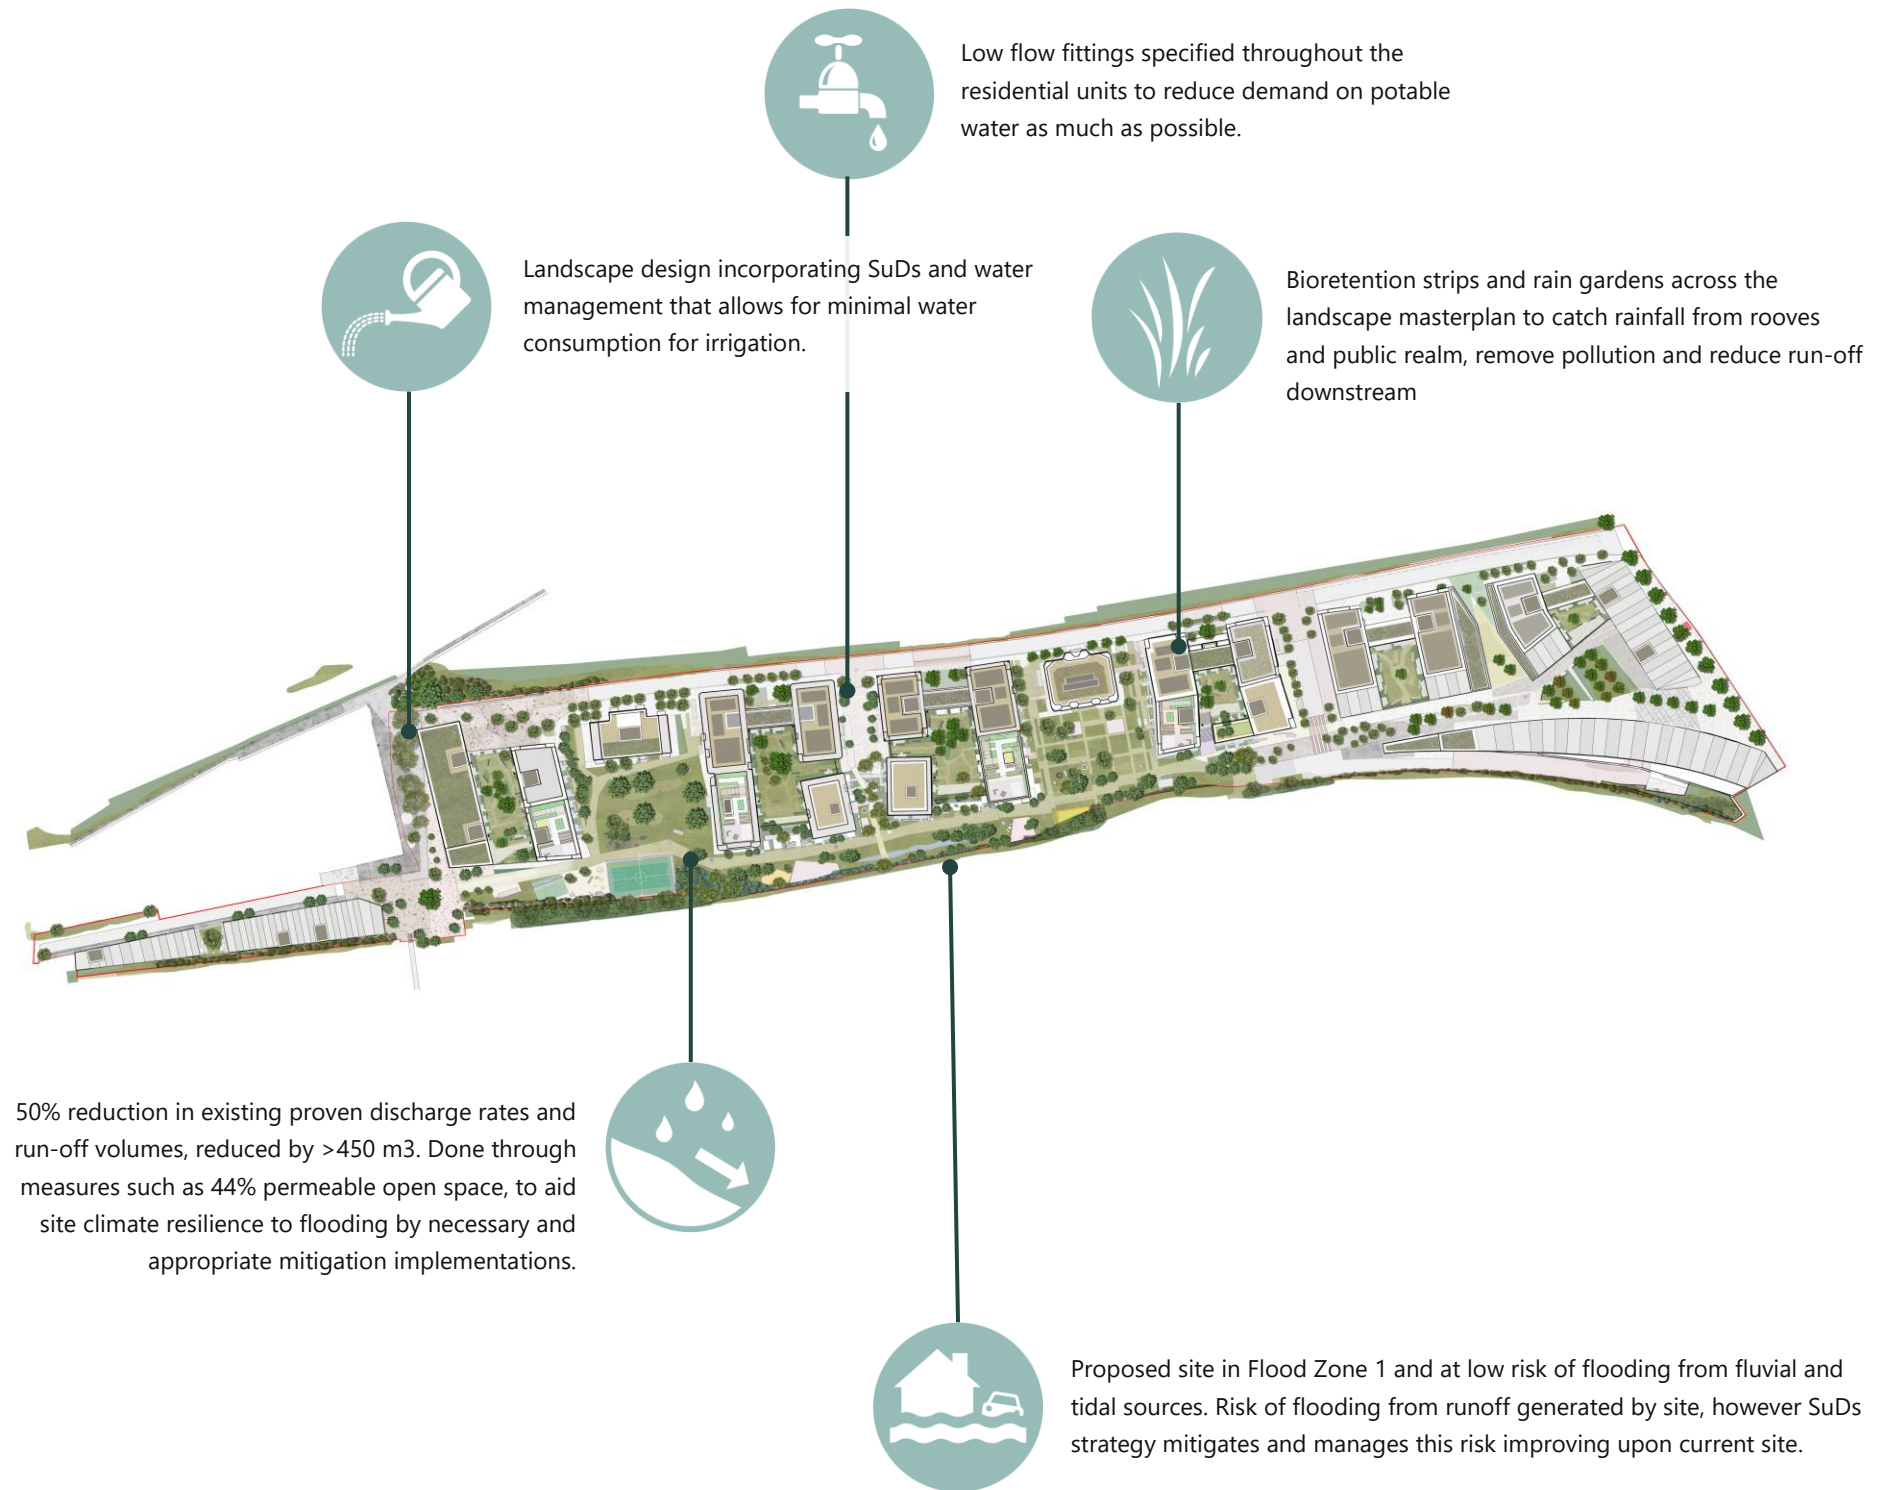 Low flow fittings specified throughout the
residential units to reduce demand on potable
water as much as possible.
Landscape design incorporating SuDs and water
management that allows for minimal water
consumption for irrigation.
Bioretention strips and rain gardens across the
landscape masterplan to catch rainfall from rooves
and public realm, remove pollution and reduce run-off
downstream
50% reduction in existing proven discharge rates and
run-off volumes, reduced by >450 m3. Done through
measures such as 44% permeable open space, to aid
site climate resilience to flooding by necessary and
appropriate mitigation implementations.
Proposed site in Flood Zone 1 and at low risk of flooding from fluvial and
tidal sources. Risk of flooding from runoff generated by site, however SuDs
strategy mitigates and manages this risk improving upon current site.